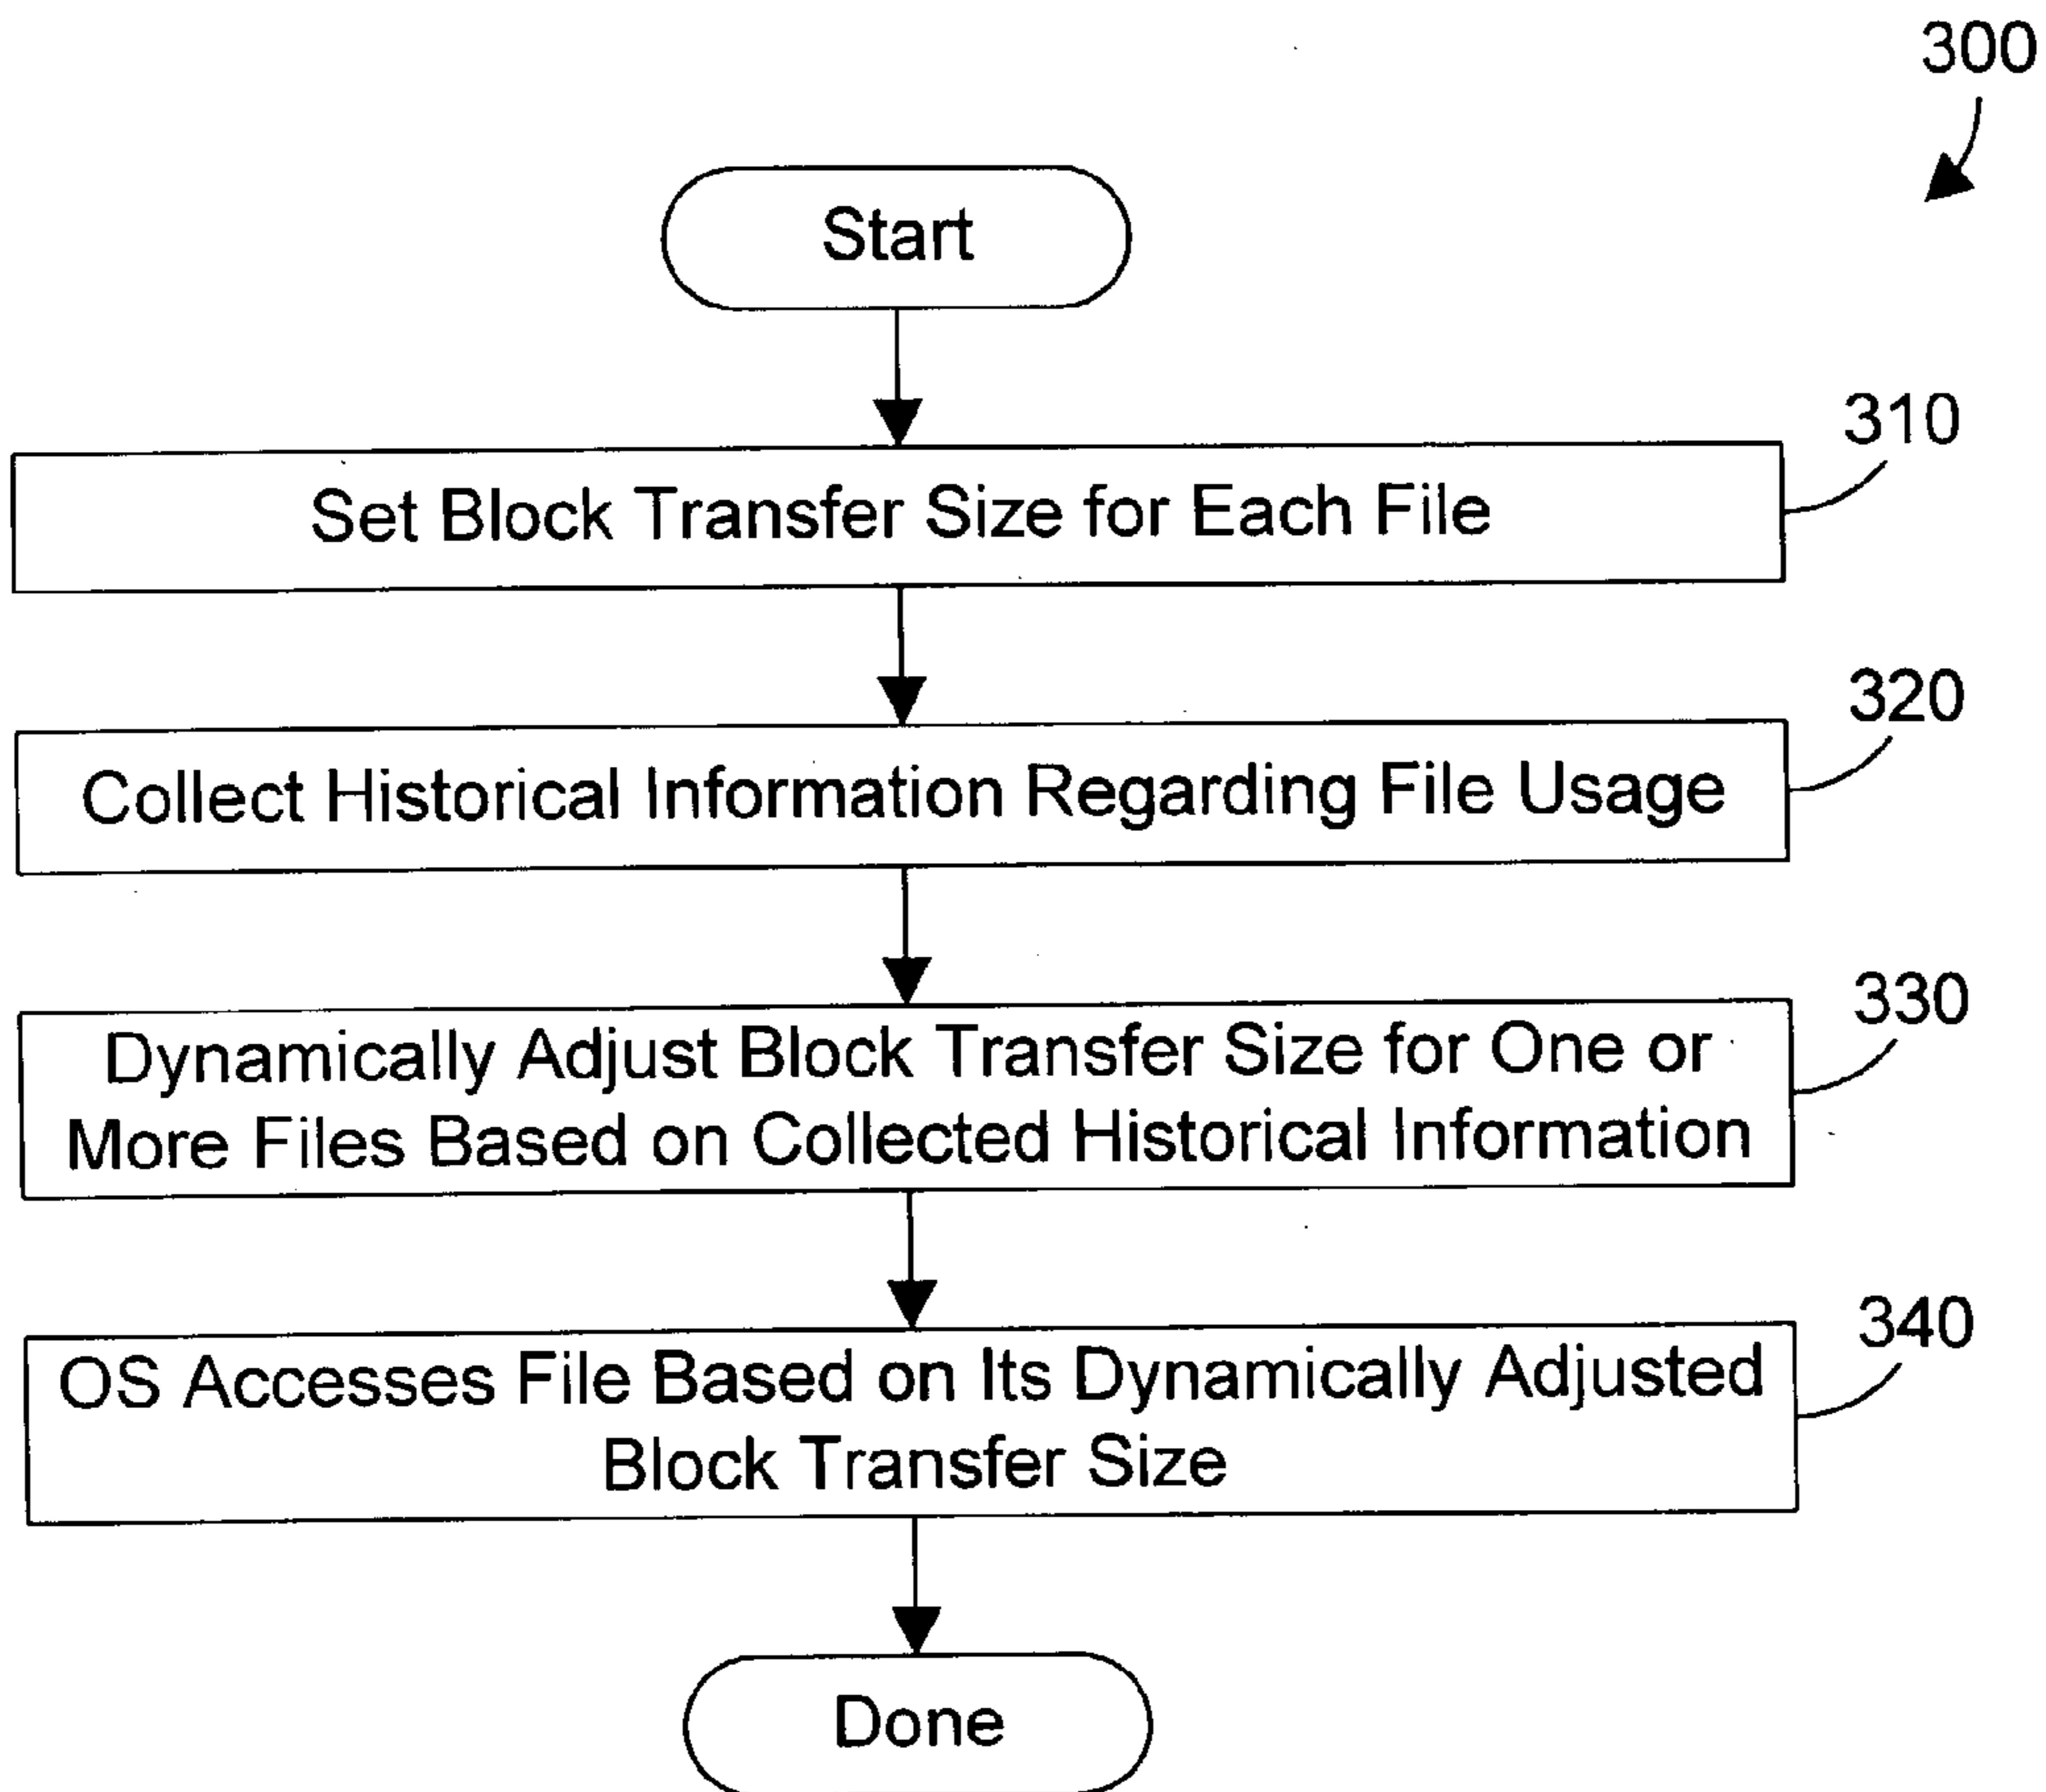 300
Start
310
Set Block Transfer Size for Each File
320
Collect Historical Information Regarding File Usage
330
Dynamically Adjust Block Transfer Size for One or
More Files Based on Collected Historical Information
340
OS Accesses File Based on Its Dynamically Adjusted
Block Transfer Size
Done